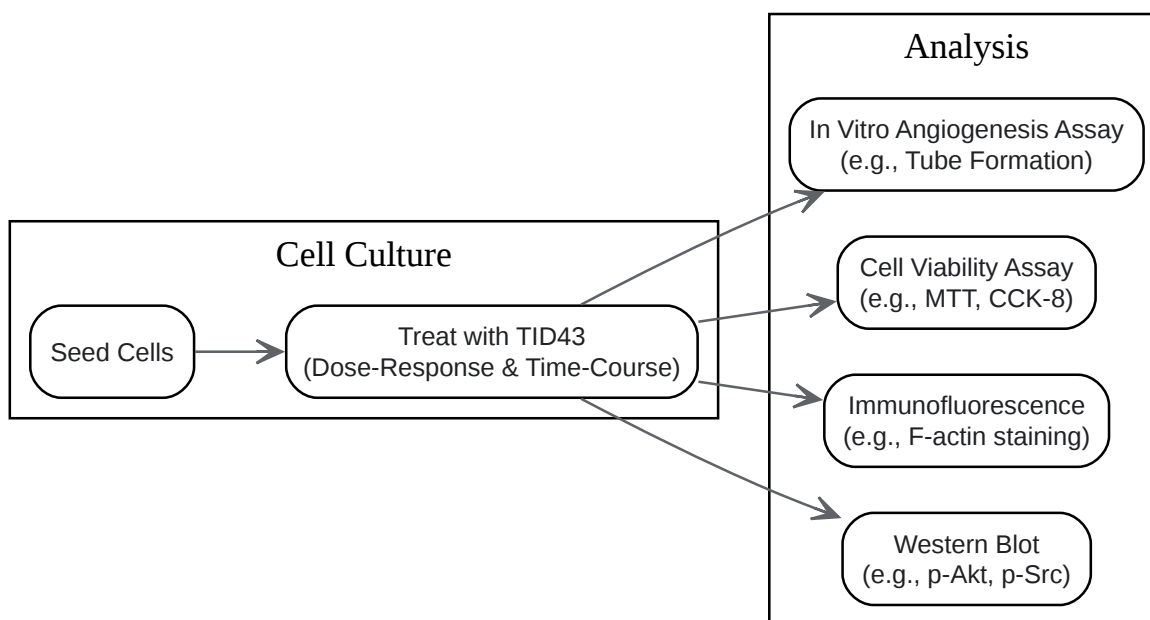 Cell Culture
Seed Cells
Treat with TID43
(Dose-Response & Time-Course)
Analysis
In Vitro Angiogenesis Assay
(e.g., Tube Formation)
Cell Viability Assay
(e.g., MTT, CCK-8)
Immunofluorescence
(e.g., F-actin staining)
Western Blot
(e.g., p-Akt, p-Src)